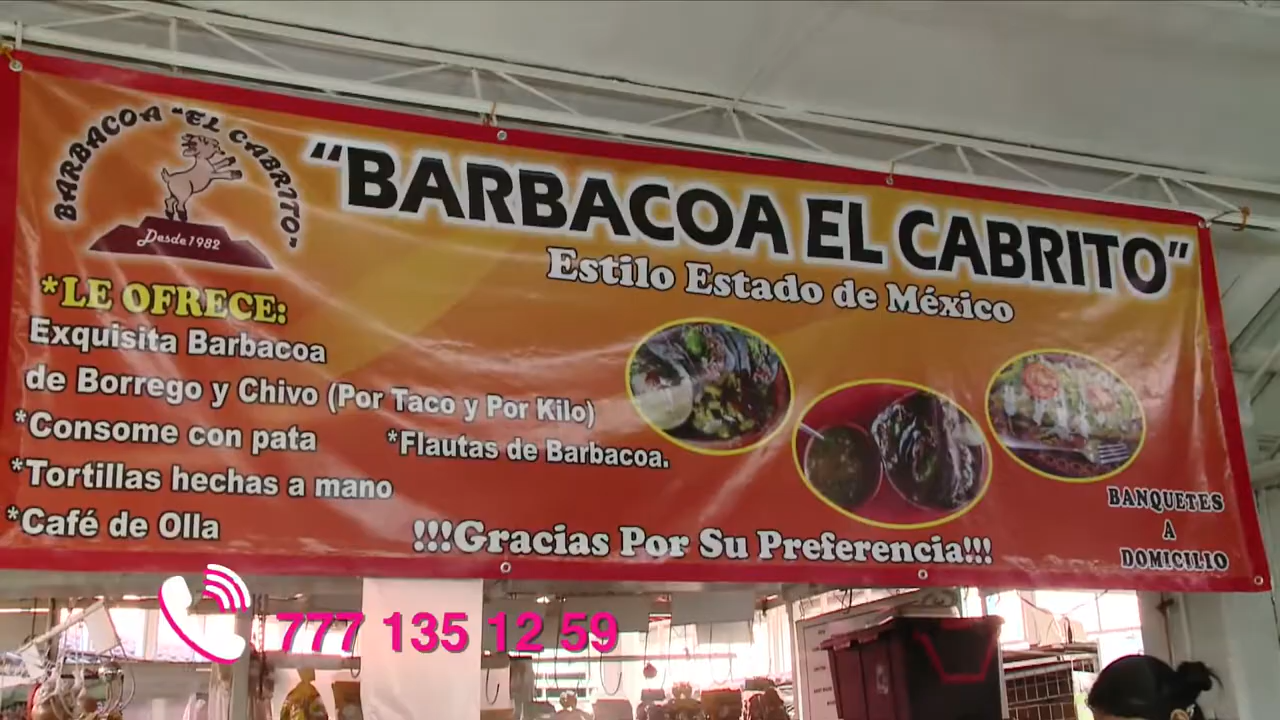 BARBACOA "EL CABRITO"
Desde 1982
"BARBACOA EL CABRITO"
Estilo Estado de México
*LE OFRECE:
Exquisita Barbacoa
de Borrego y Chivo (Por Taco y Por Kilo)
*Consome con pata
*Flautas de Barbacoa.
*Tortillas hechas a mano
*Café de Olla
!!!Gracias Por Su Preferencia!!!
BANQUETES
A
DOMICILIO
777 135 12 59